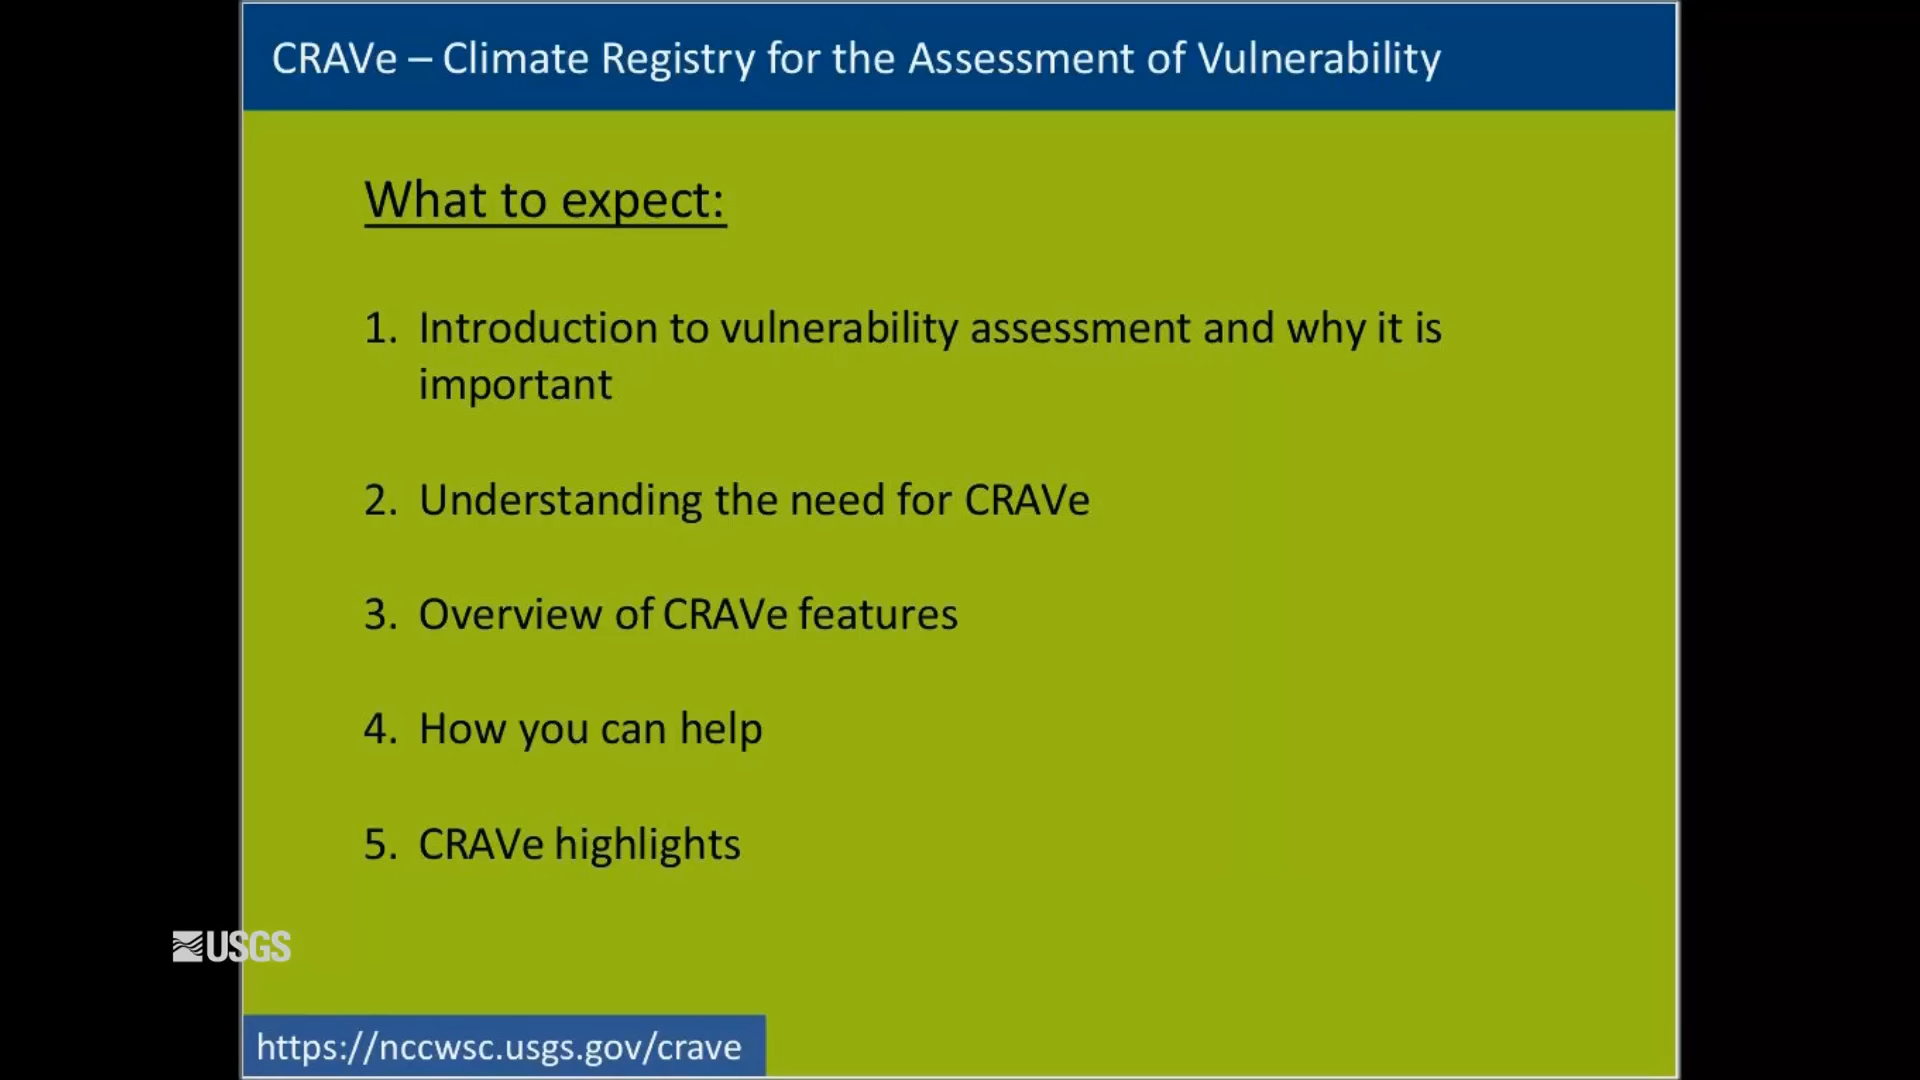 CRAVe – Climate Registry for the Assessment of Vulnerability
What to expect:
1. Introduction to vulnerability assessment and why it is
important
2. Understanding the need for CRAVe
3. Overview of CRAVe features
4. How you can help
5. CRAVe highlights
USGS
https://nccwsc.usgs.gov/crave